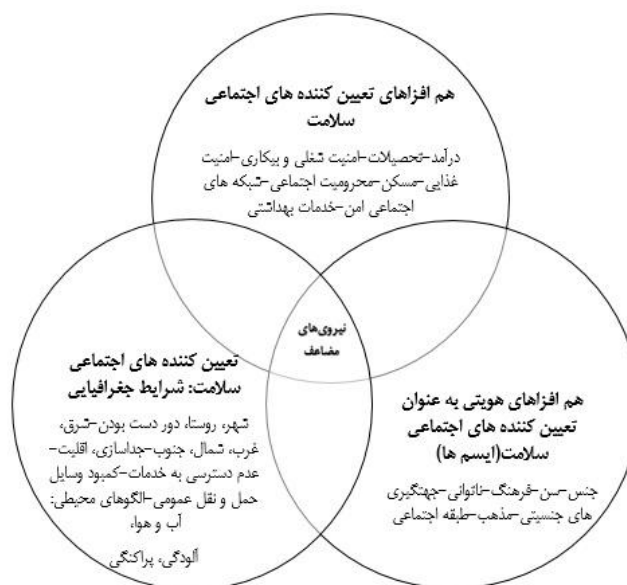 هم افزاهای تعیین کننده های اجتماعی
سلامت
درآمد-تحصیلات-امنیت شغلی و بیکاری-امنیت
غذایی-مسکن-محرومیت اجتماعی-شبکه های
اجتماعی امن-خدمات بهداشتی
نیروی‌های
مضاعف
تعیین کننده های اجتماعی
سلامت: شرایط جغرافیایی
شهر، روستا، دور دست بودن-شرق،
غرب، شمال، جنوب-جداسازی، اقلیت-
عدم دسترسی به خدمات-کمبود وسایل
حمل و نقل عمومی-الگوهای محیطی:
آب و هوا،
آلودگی، پراکنگی
هم افزاهای هویتی به عنوان
تعیین کننده های اجتماعی
سلامت(ایسم ها)
جنس-سن-فرهنگ-ناتوانی-جهتگیری
های جنسیتی-مذهب-طبقه اجتماعی